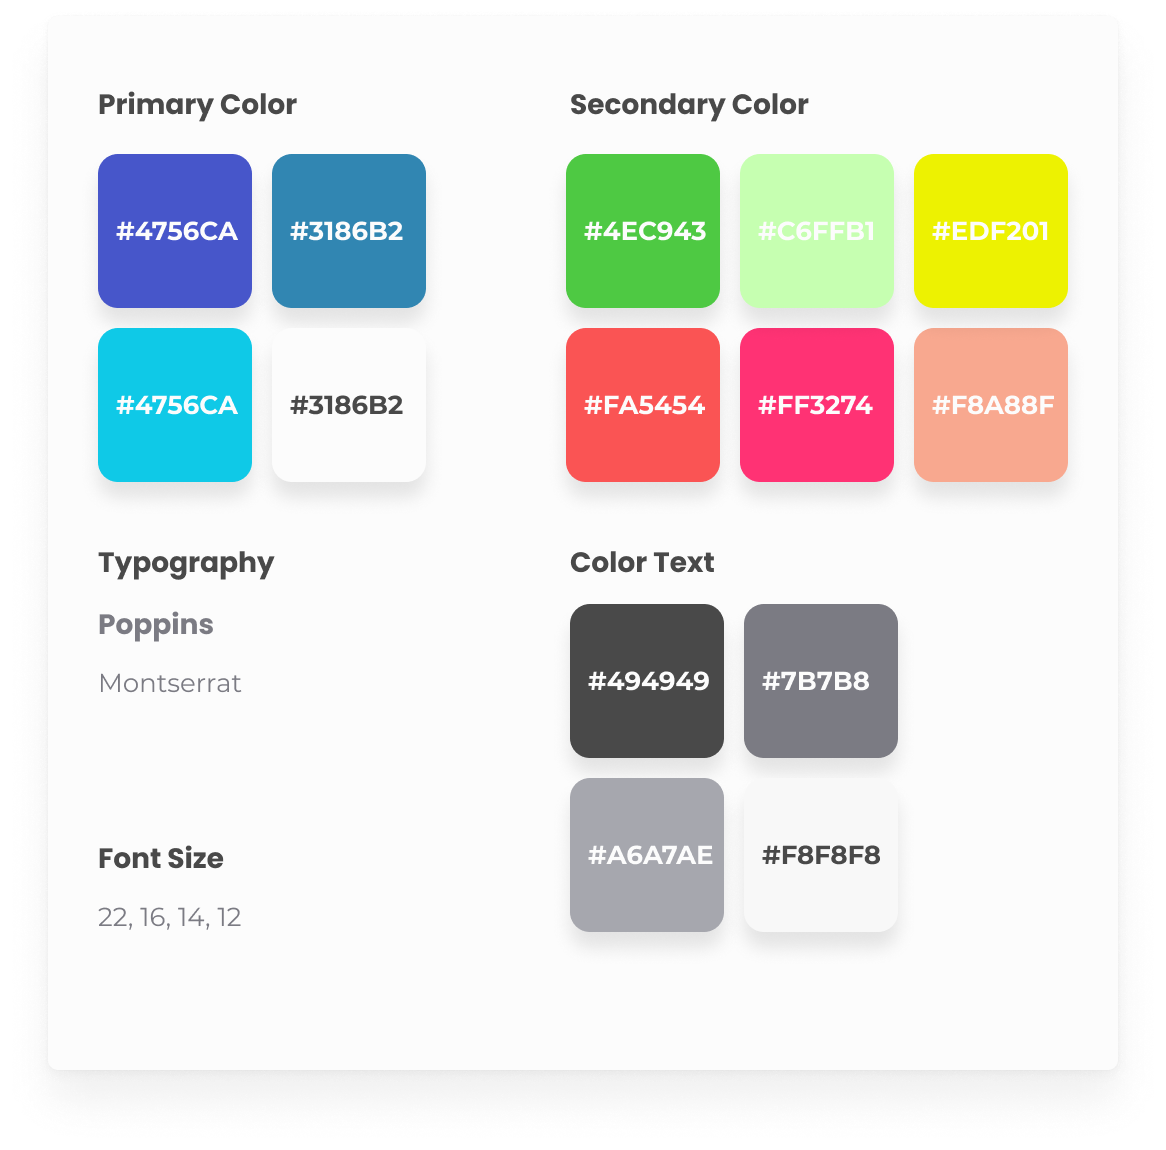 Primary Color
#4756CA #3186B2
#4756CA #3186B2
Secondary Color
#4EC943 #C6FFB1 #EDF201
#FA5454 #FF3274 #F8A88F
Typography
Poppins
Montserrat
Font Size
22, 16, 14, 12
Color Text
#494949 #7B7B8
#A6A7AE #F8F8F8